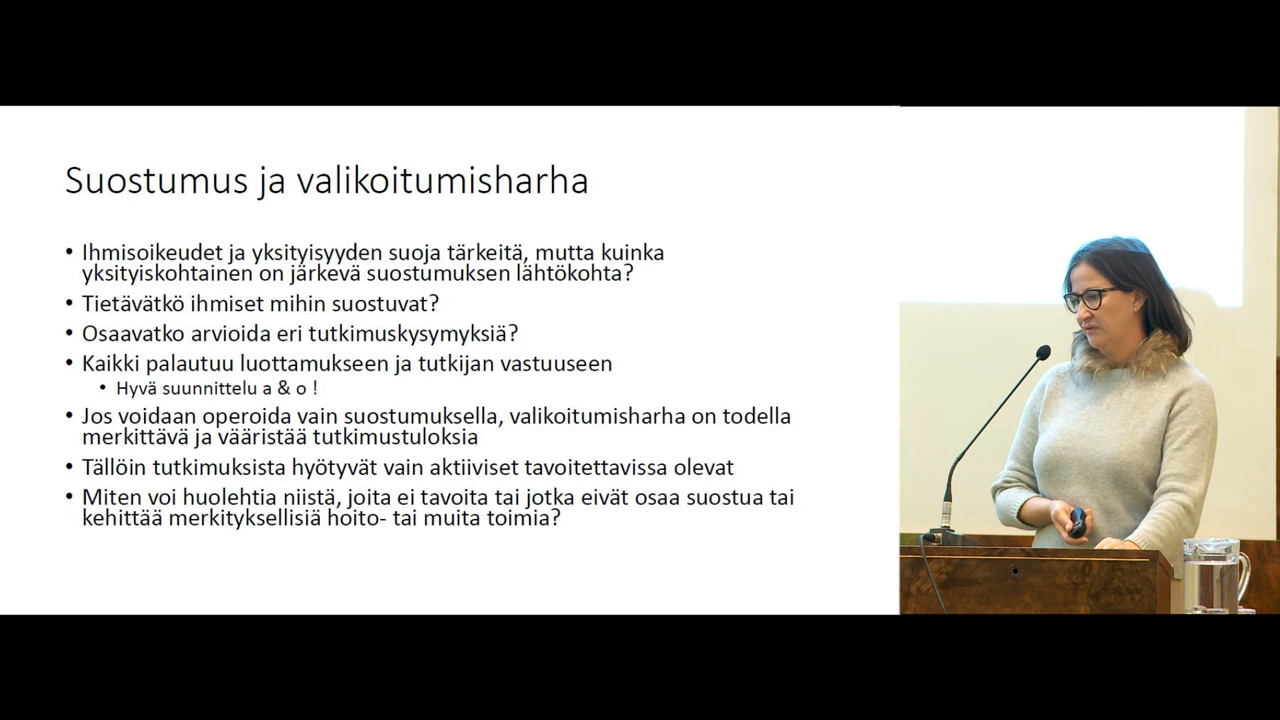 Suostumus ja valikoitumisharha
• Ihmisoikeudet ja yksityisyyden suoja tärkeitä, mutta kuinka
yksityiskohtainen on järkevä suostumuksen lähtökohta?
• Tietävätkö ihmiset mihin suostuvat?
• Osaavatko arvioida eri tutkimuskysymyksiä?
• Kaikki palautuu luottamukseen ja tutkijan vastuuseen
• Hyvä suunnittelu a & o !
• Jos voidaan operoida vain suostumuksella, valikoitumisharha on todella
merkittävä ja vääristää tutkimustuloksia
• Tällöin tutkimuksista hyötyvät vain aktiiviset tavoitettavissa olevat
• Miten voi huolehtia niistä, joita ei tavoita tai jotka eivät osaa suostua tai
kehittää merkityksellisiä hoito- tai muita toimia?